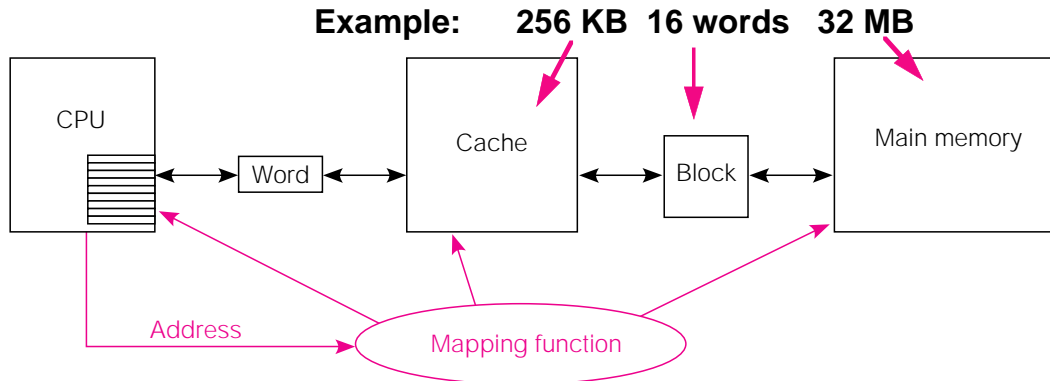 Example: 256 KB 16 words 32 MB
CPU
Cache
Main memory
Word
Block
Address
Mapping function